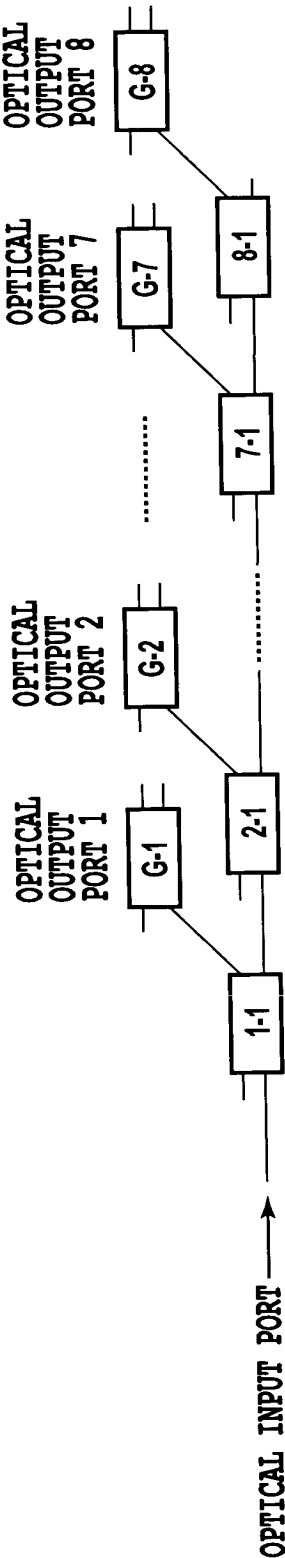 OPTICAL
OUTPUT
PORT 1
OPTICAL
OUTPUT
PORT 2
OPTICAL
OUTPUT
PORT 7
OPTICAL
OUTPUT
PORT 8
G-1
G-2
G-7
G-8
1-1
2-1
7-1
8-1
OPTICAL INPUT PORT